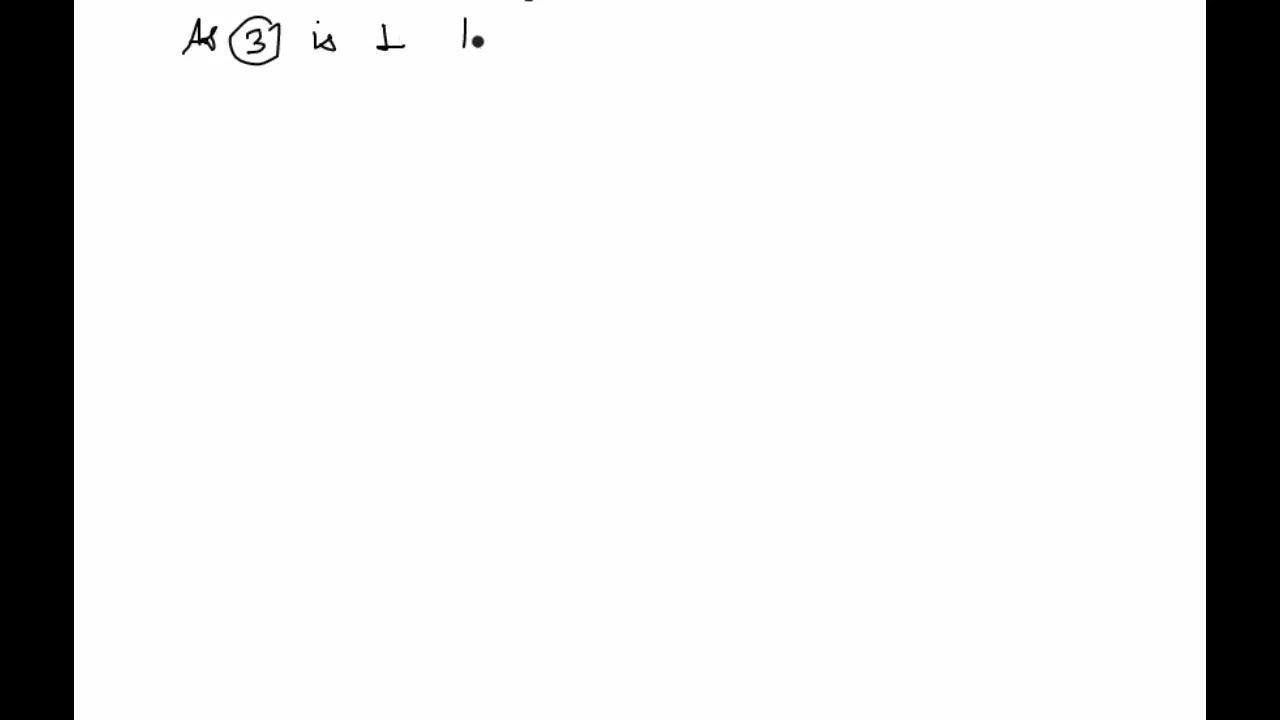 As ③ is ⊥